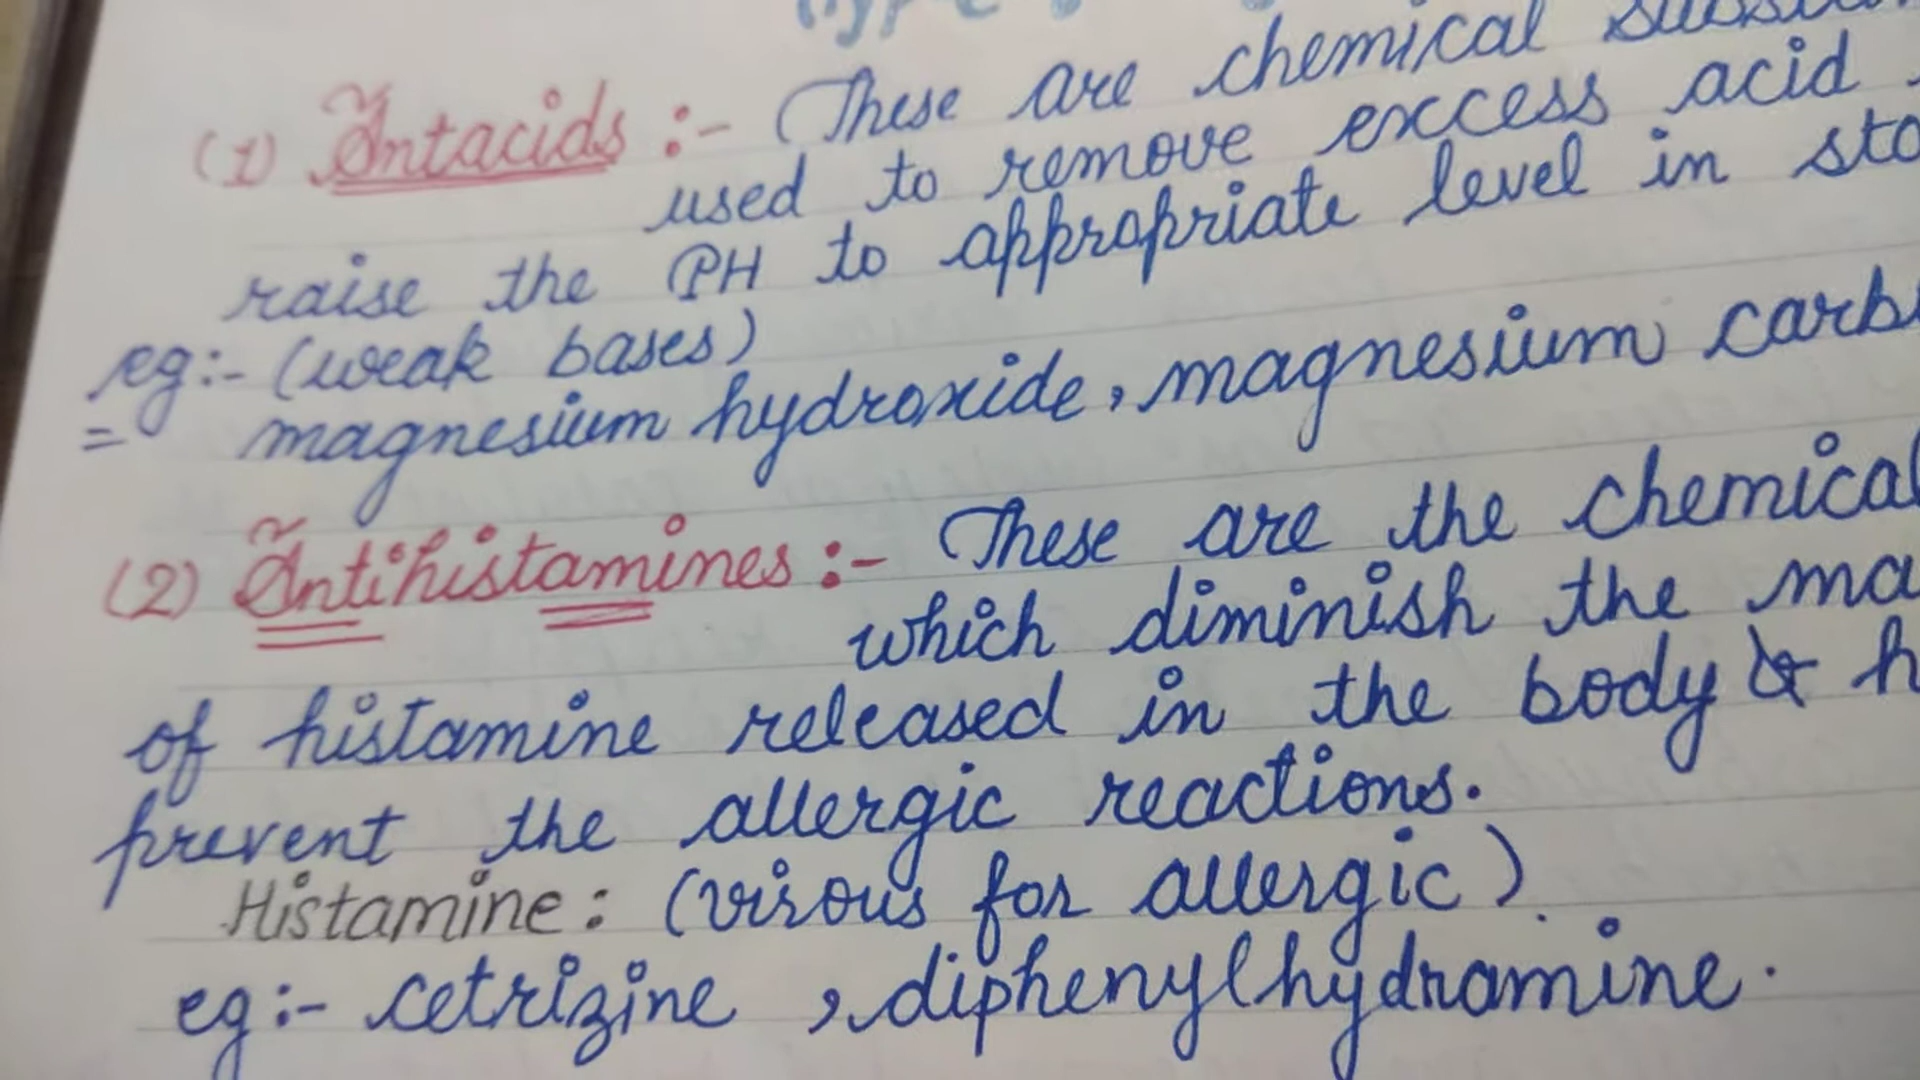 (1) Antacids :- These are chemical
used to remove excess acid
raise the PH to appropriate level in
eg:- (weak bases)
= magnesium hydroxide, magnesium
(2) Antihistamines :- These are the chemical
which diminish the
of histamine released in the body &
prevent the allergic reactions.
Histamine: (virous for allergic)
eg:- cetrizine , diphenylhydramine.